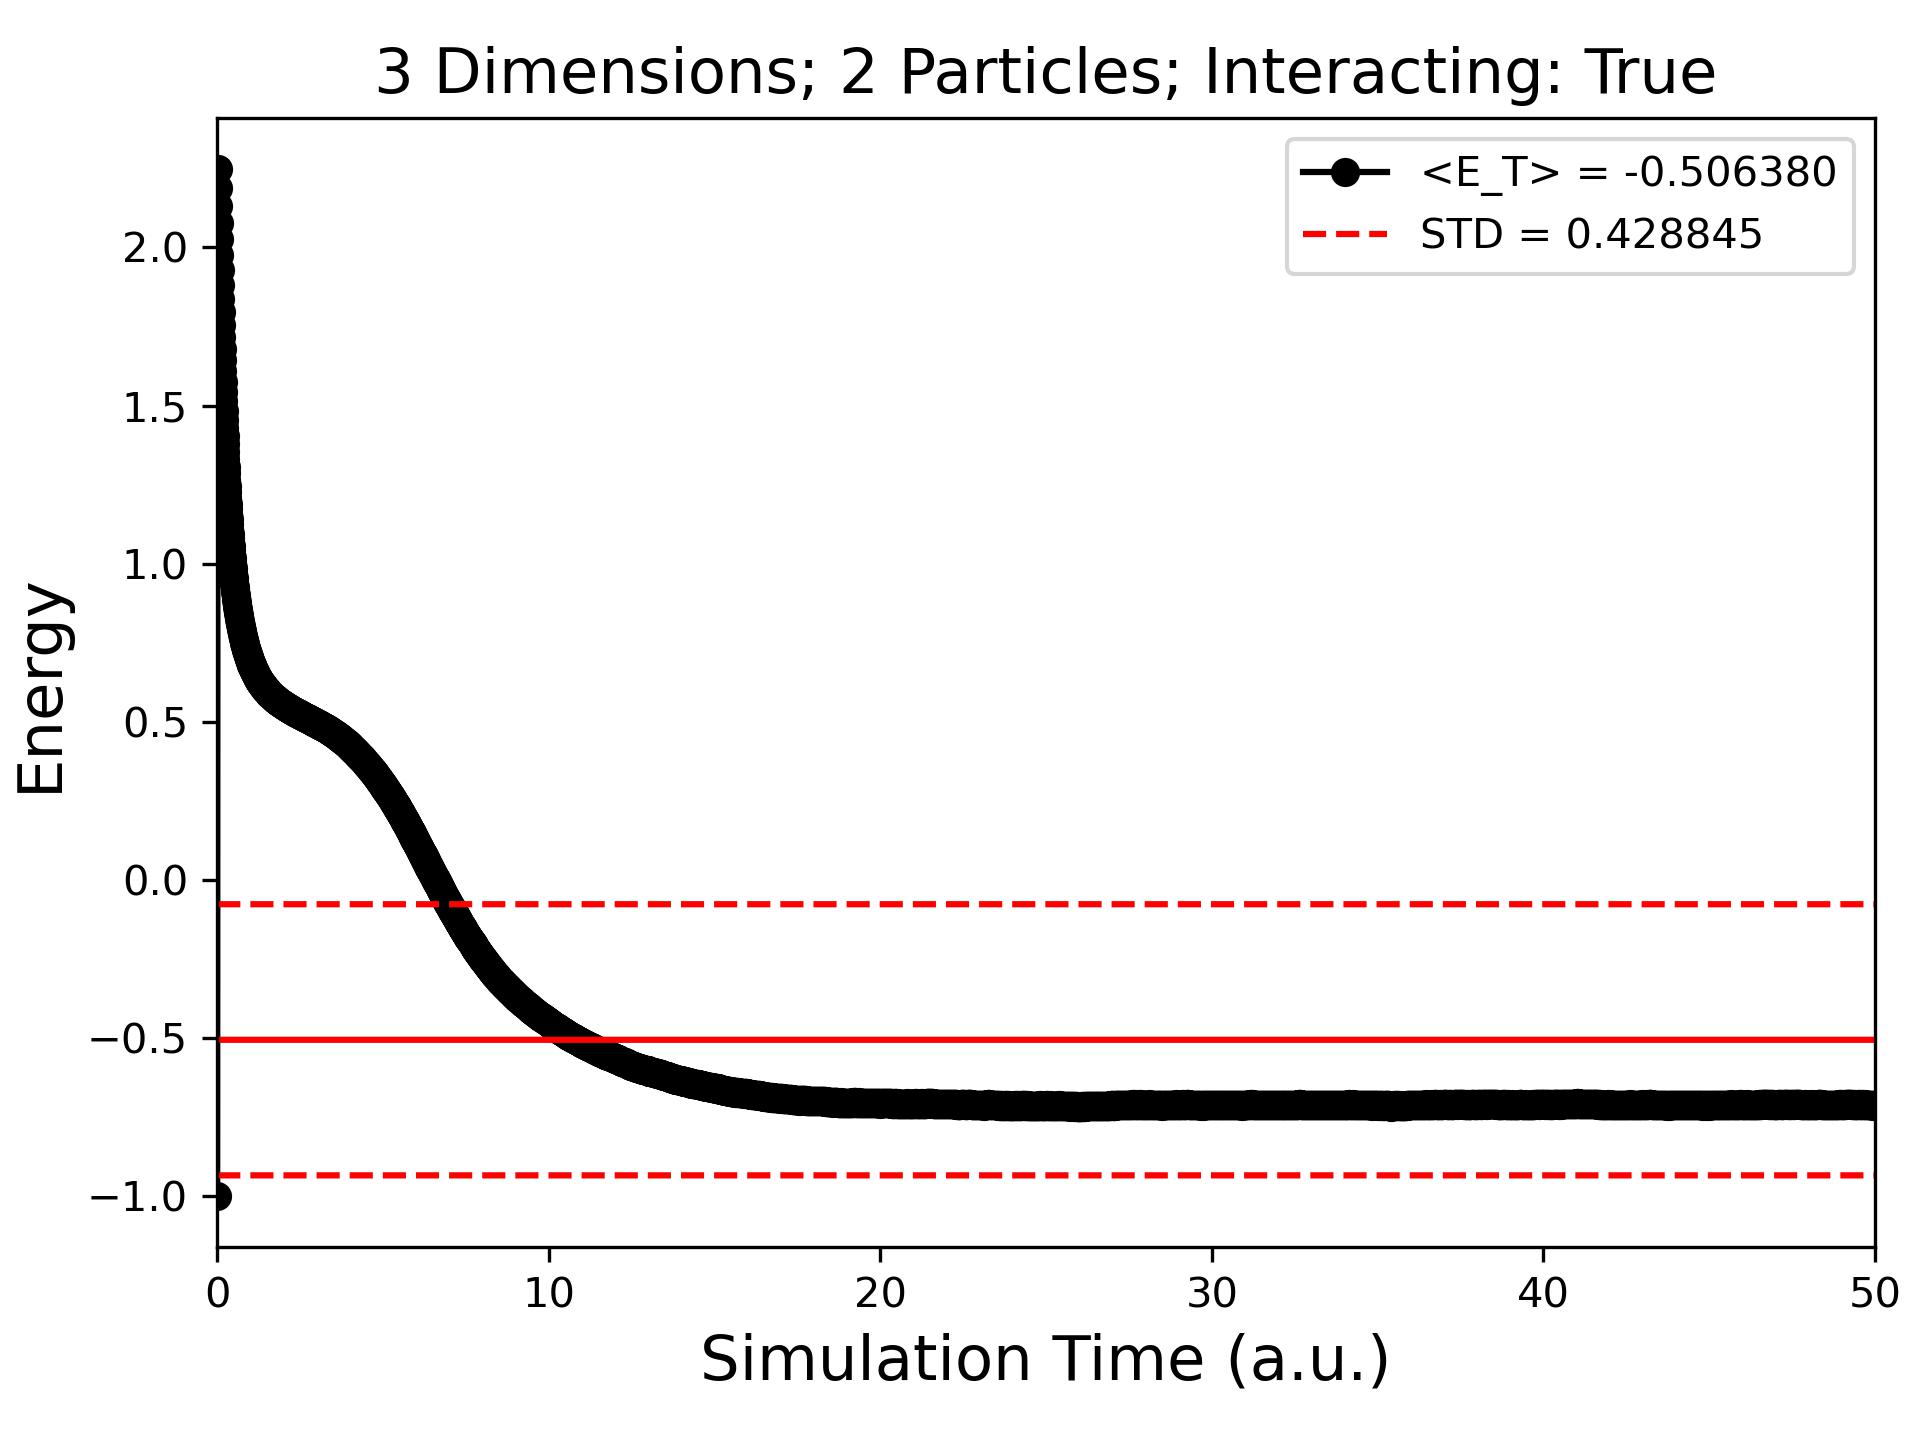 3 Dimensions; 2 Particles; Interacting: True
<E_T> = -0.506380
STD = 0.428845
Energy
2.0
1.5
1.0
0.5
0.0
−0.5
−1.0
0 10 20 30 40 50
Simulation Time (a.u.)